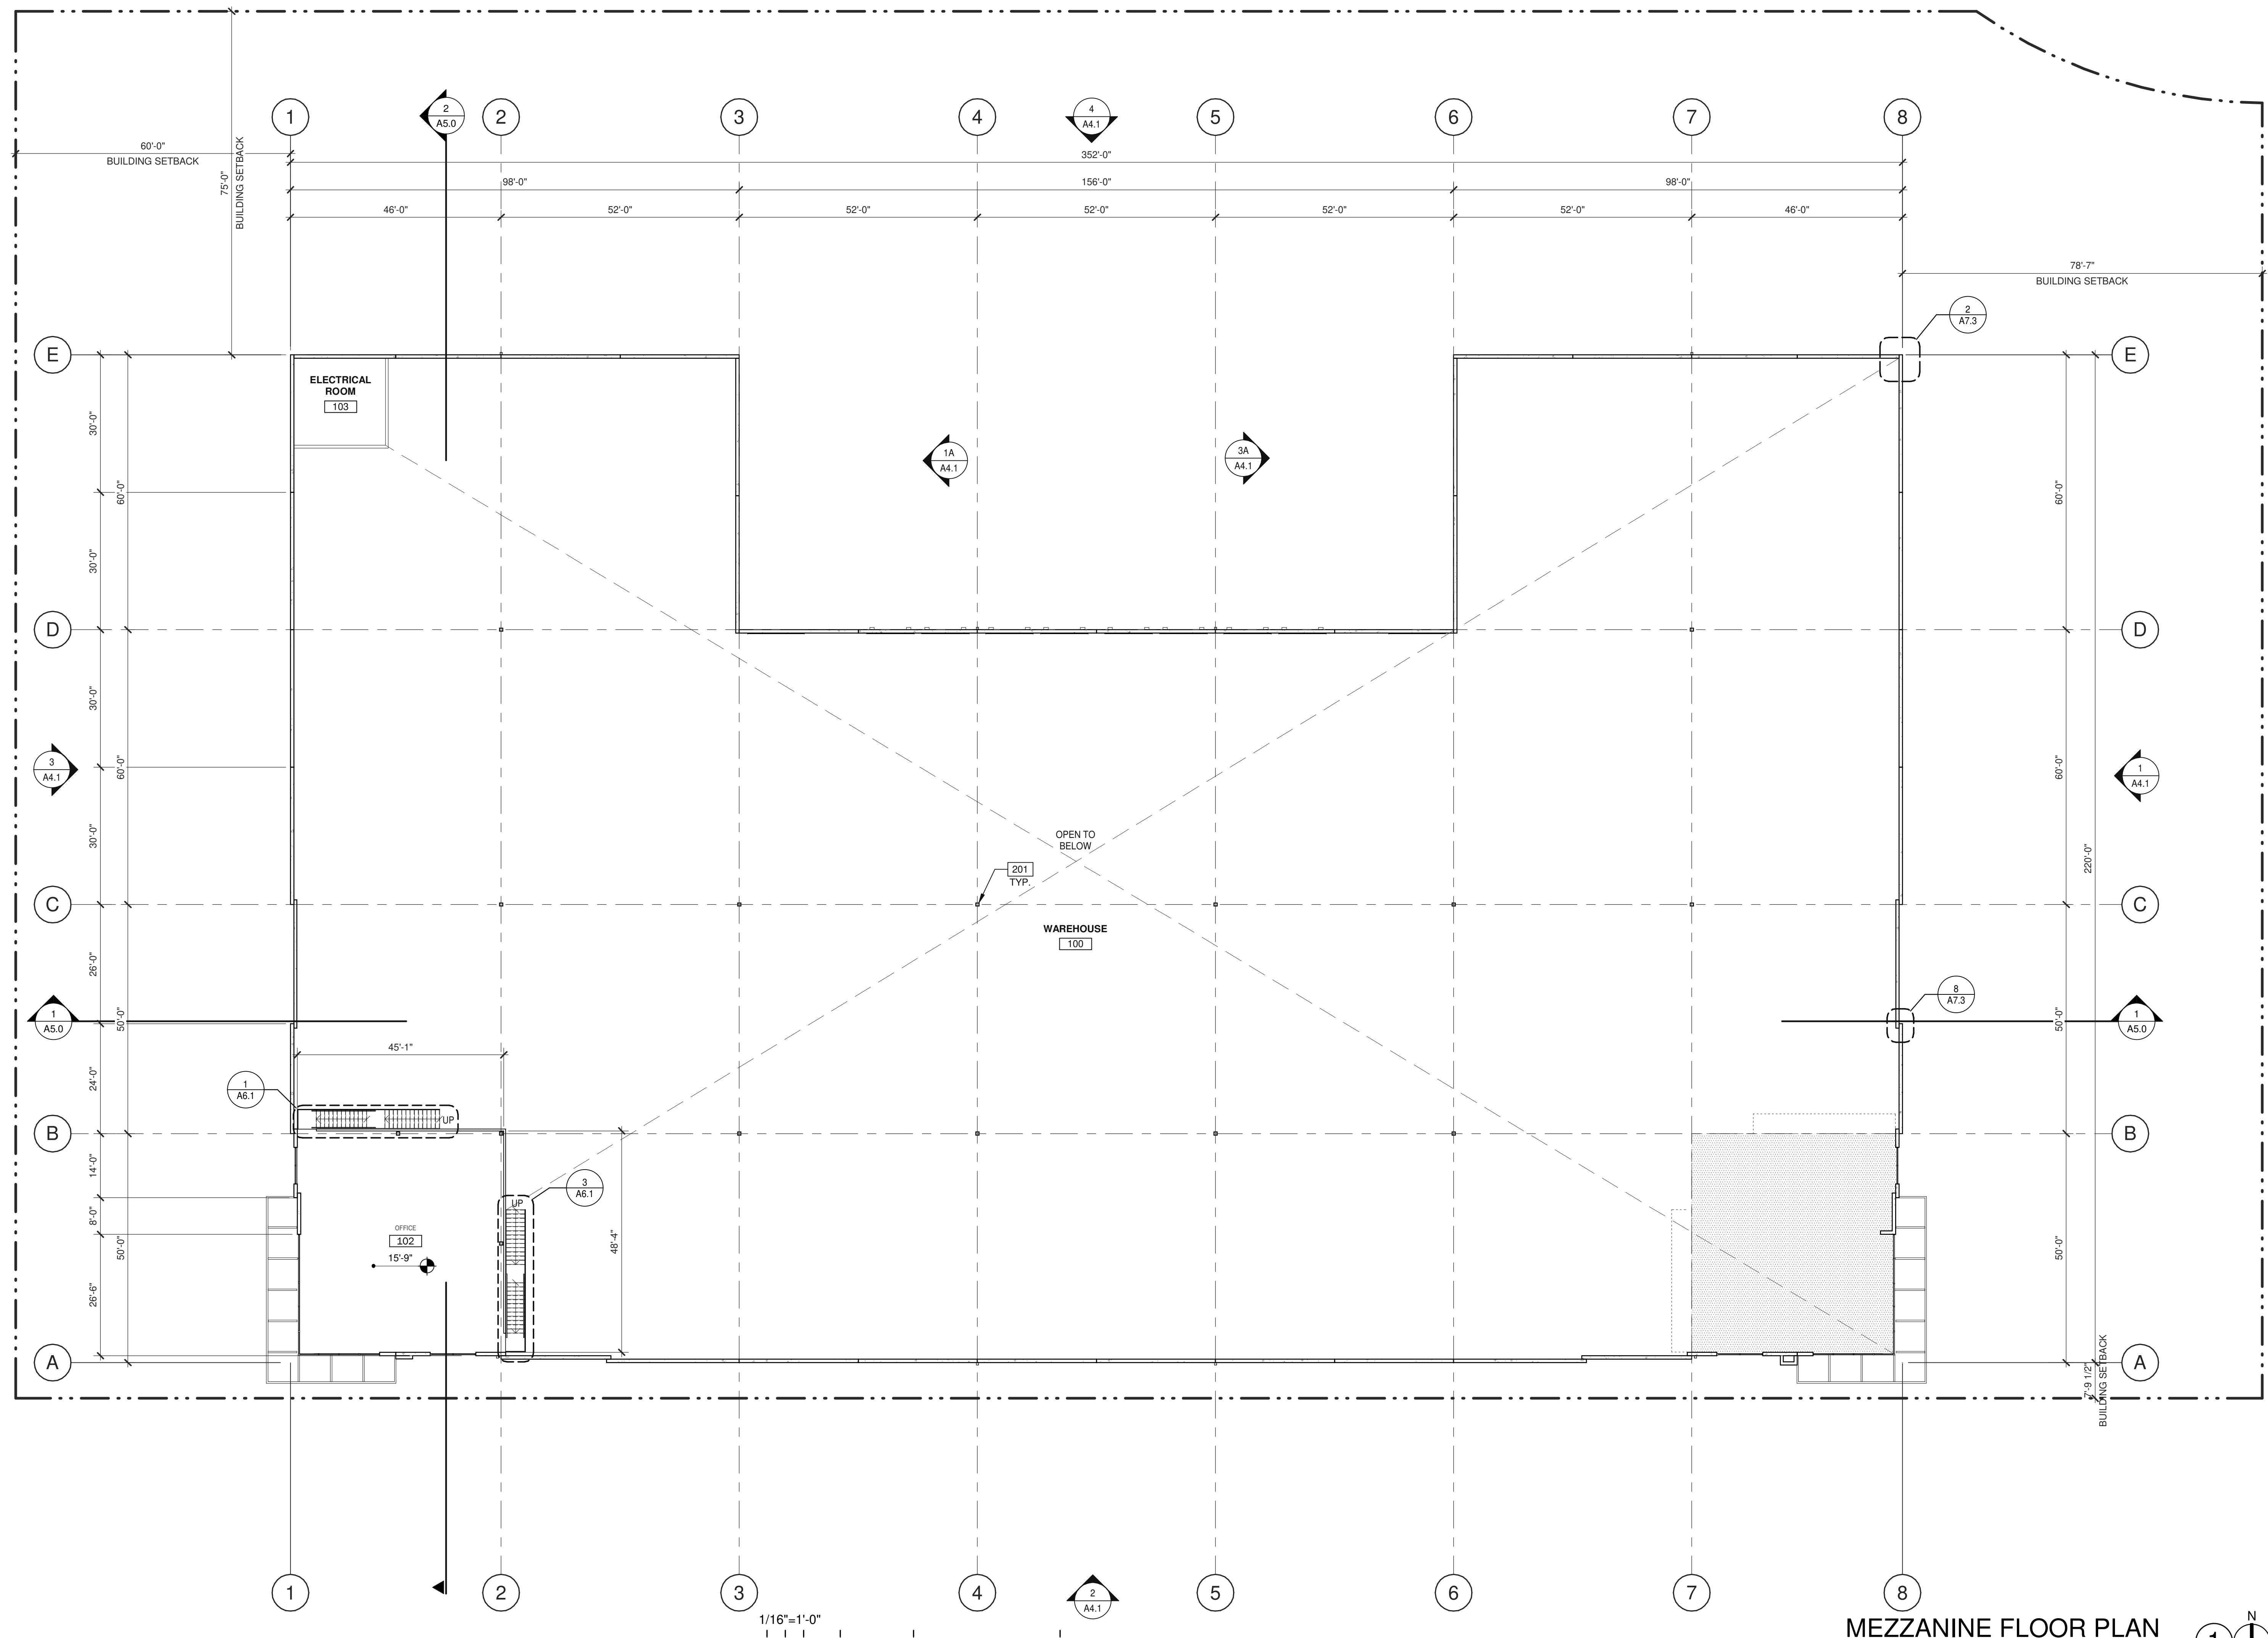 1
2
A5.0
2
3
4
4
A4.1
5
6
7
8
60'-0"
BUILDING SETBACK
75'-0"
BUILDING SETBACK
352'-0"
98'-0"
156'-0"
98'-0"
46'-0"
52'-0"
52'-0"
52'-0"
52'-0"
52'-0"
46'-0"
78'-7"
BUILDING SETBACK
2
A7.3
E
E
ELECTRICAL
ROOM
103
30'-0"
60'-0"
30'-0"
1A
A4.1
3A
A4.1
60'-0"
D
D
30'-0"
60'-0"
30'-0"
3
A4.1
60'-0"
1
A4.1
OPEN TO
BELOW
220'-0"
201
TYP.
C
C
WAREHOUSE
100
26'-0"
50'-0"
24'-0"
1
A5.0
8
A7.3
50'-0"
1
A5.0
45'-1"
1
A6.1
UP
B
B
14'-0"
8'-0"
50'-0"
26'-6"
3
A6.1
UP
OFFICE
102
15'-9"
48'-4"
50'-0"
A
A
7'-9 1/2"
BUILDING SETBACK
1
2
3
4
2
A4.1
5
6
7
8
1/16"=1'-0"
MEZZANINE FLOOR PLAN
1
N